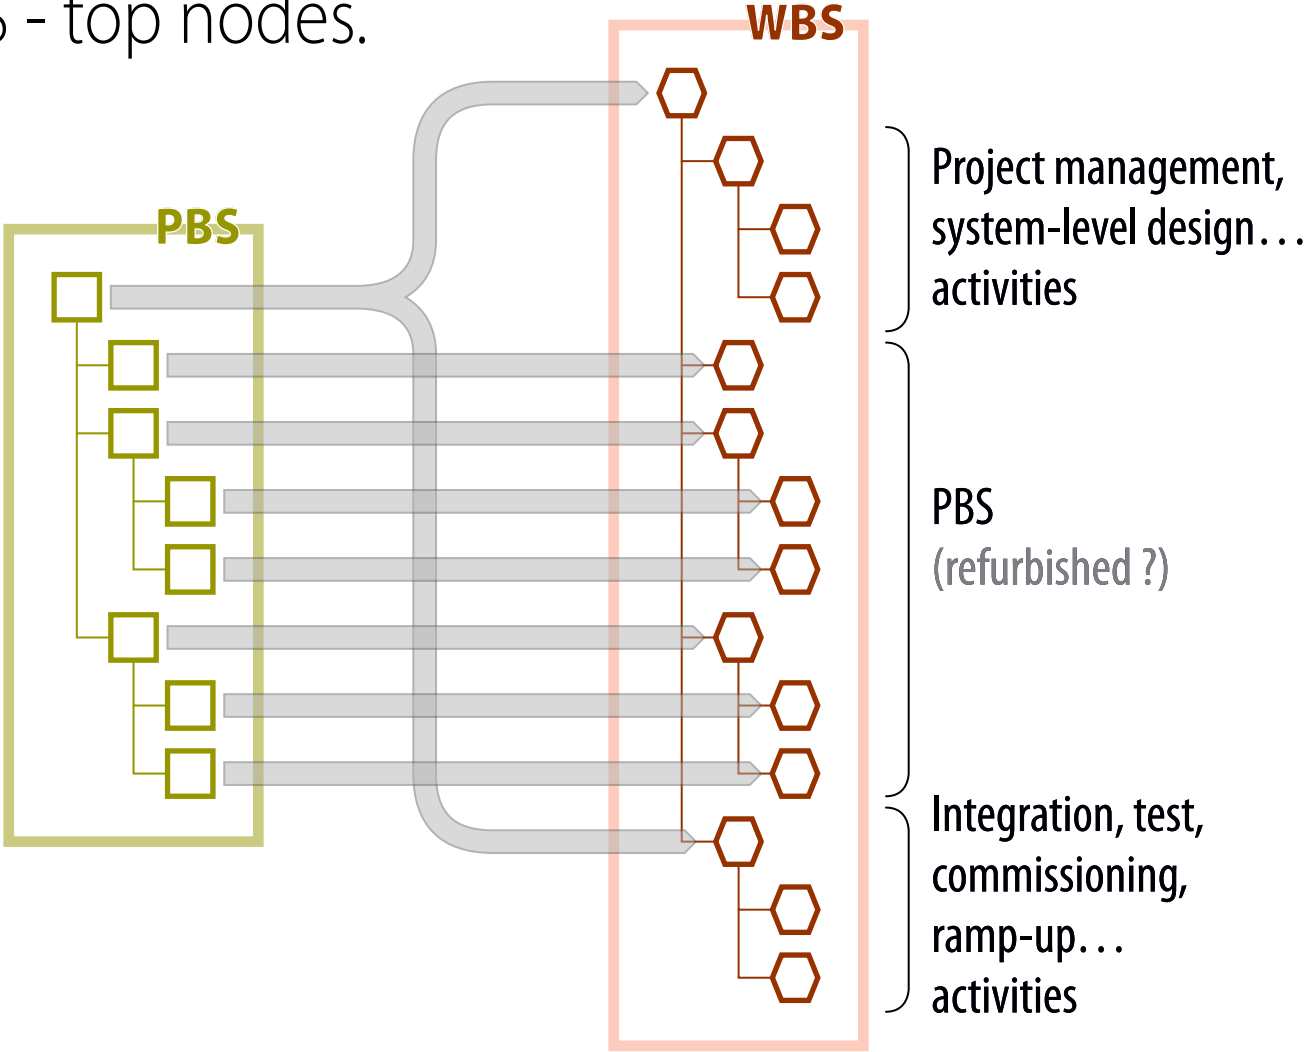 - top nodes.
WBS
PBS
Project management,
system-level design…
activities
PBS
(refurbished ?)
Integration, test,
commissioning,
ramp-up…
activities